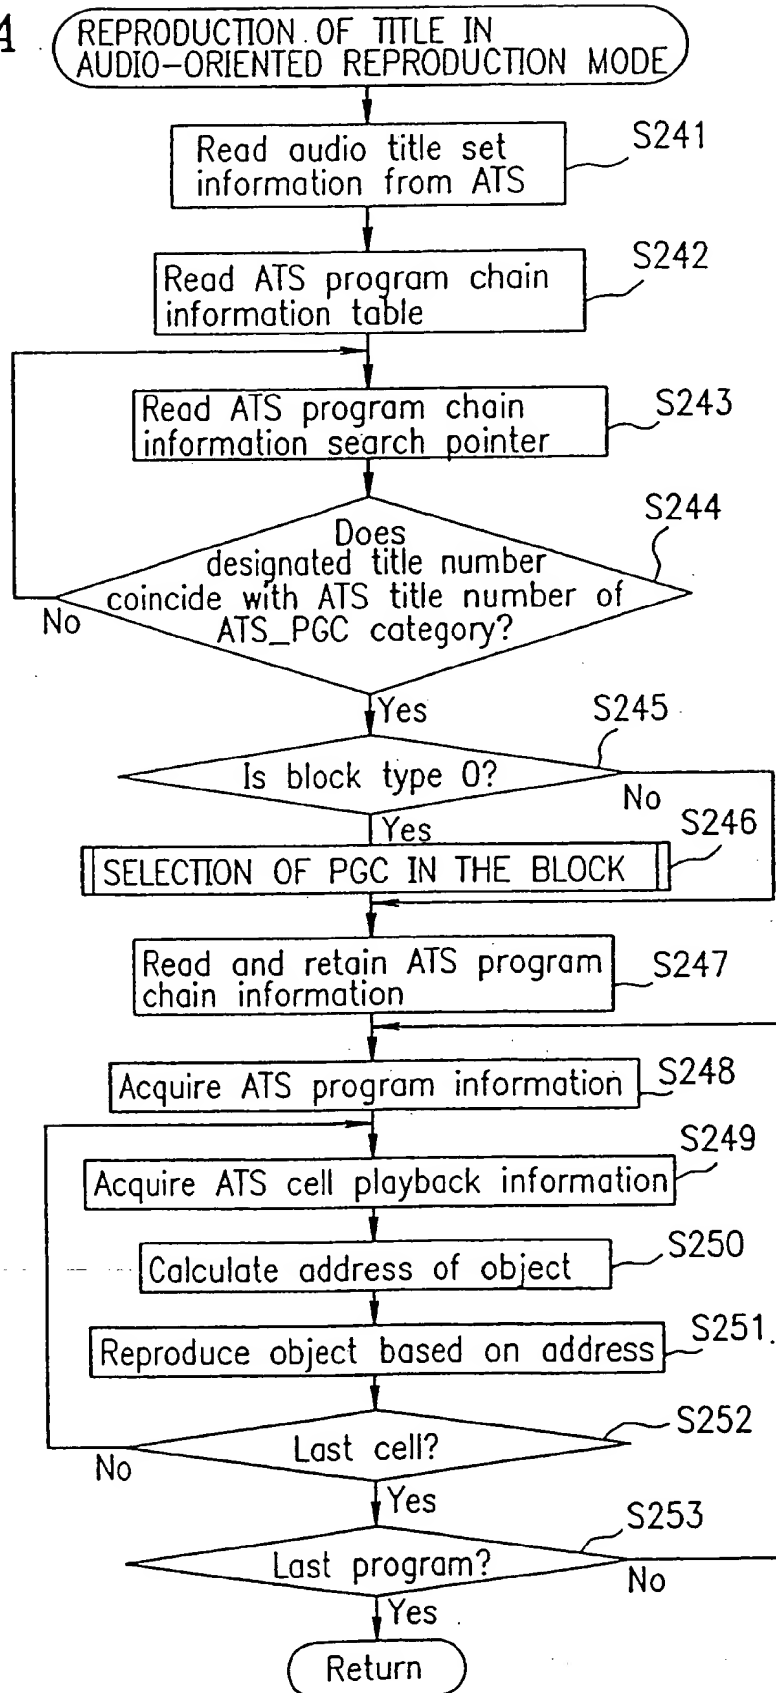 4
REPRODUCTION OF TITLE IN
AUDIO-ORIENTED REPRODUCTION MODE
Read audio title set
information from ATS
S241
Read ATS program chain
information table
S242
Read ATS program chain
information search pointer
S243
Does
designated title number
coincide with ATS title number of
ATS_PGC category?
S244
No
Yes
Is block type 0?
S245
No
Yes
SELECTION OF PGC IN THE BLOCK
S246
Read and retain ATS program
chain information
S247
Acquire ATS program information
S248
Acquire ATS cell playback information
S249
Calculate address of object
S250
Reproduce object based on address
S251
Last cell?
S252
No
Yes
Last program?
S253
No
Yes
Return